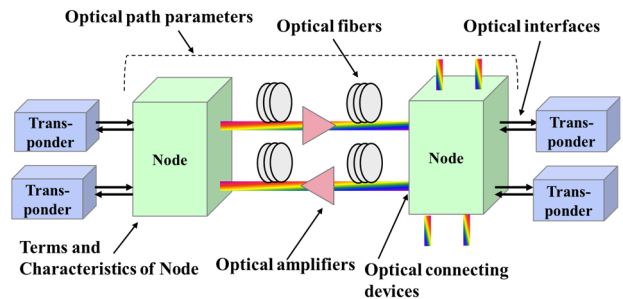 Optical path parameters
Optical fibers
Optical interfaces
Trans-
ponder
Trans-
ponder
Node
Node
Trans-
ponder
Trans-
ponder
Terms and
Characteristics of Node
Optical amplifiers
Optical connecting
devices